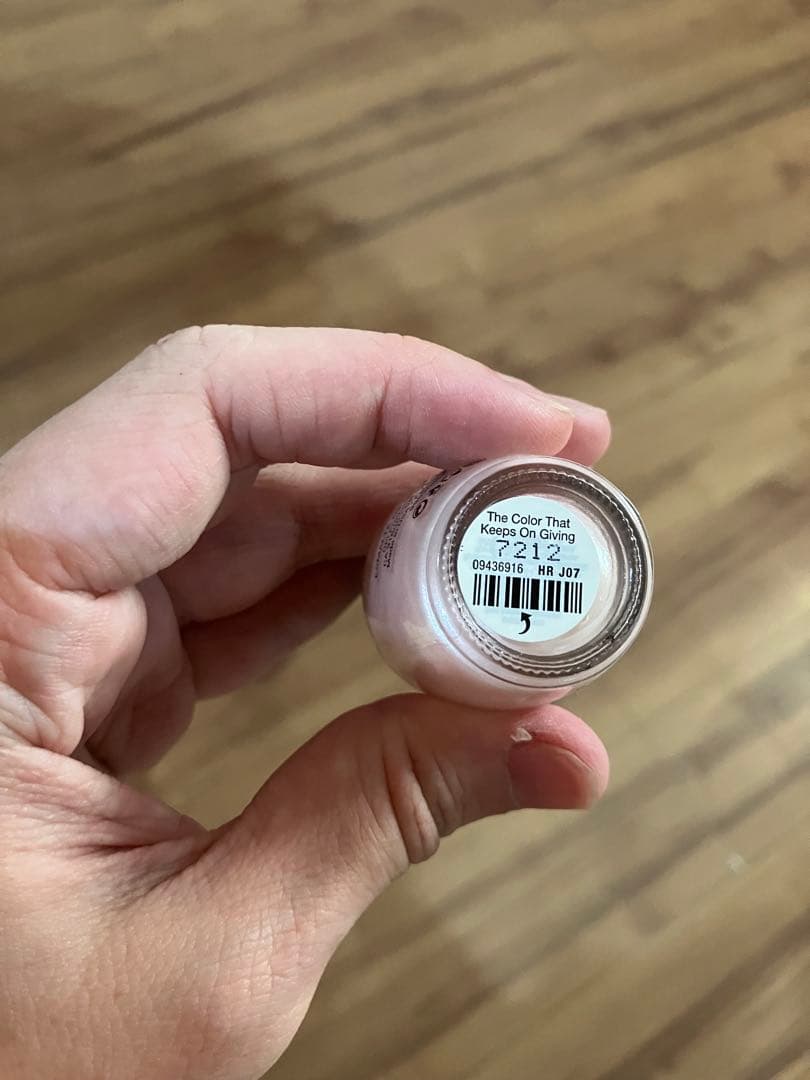 The Color That
Keeps On Giving
7212
09436916 HR J07